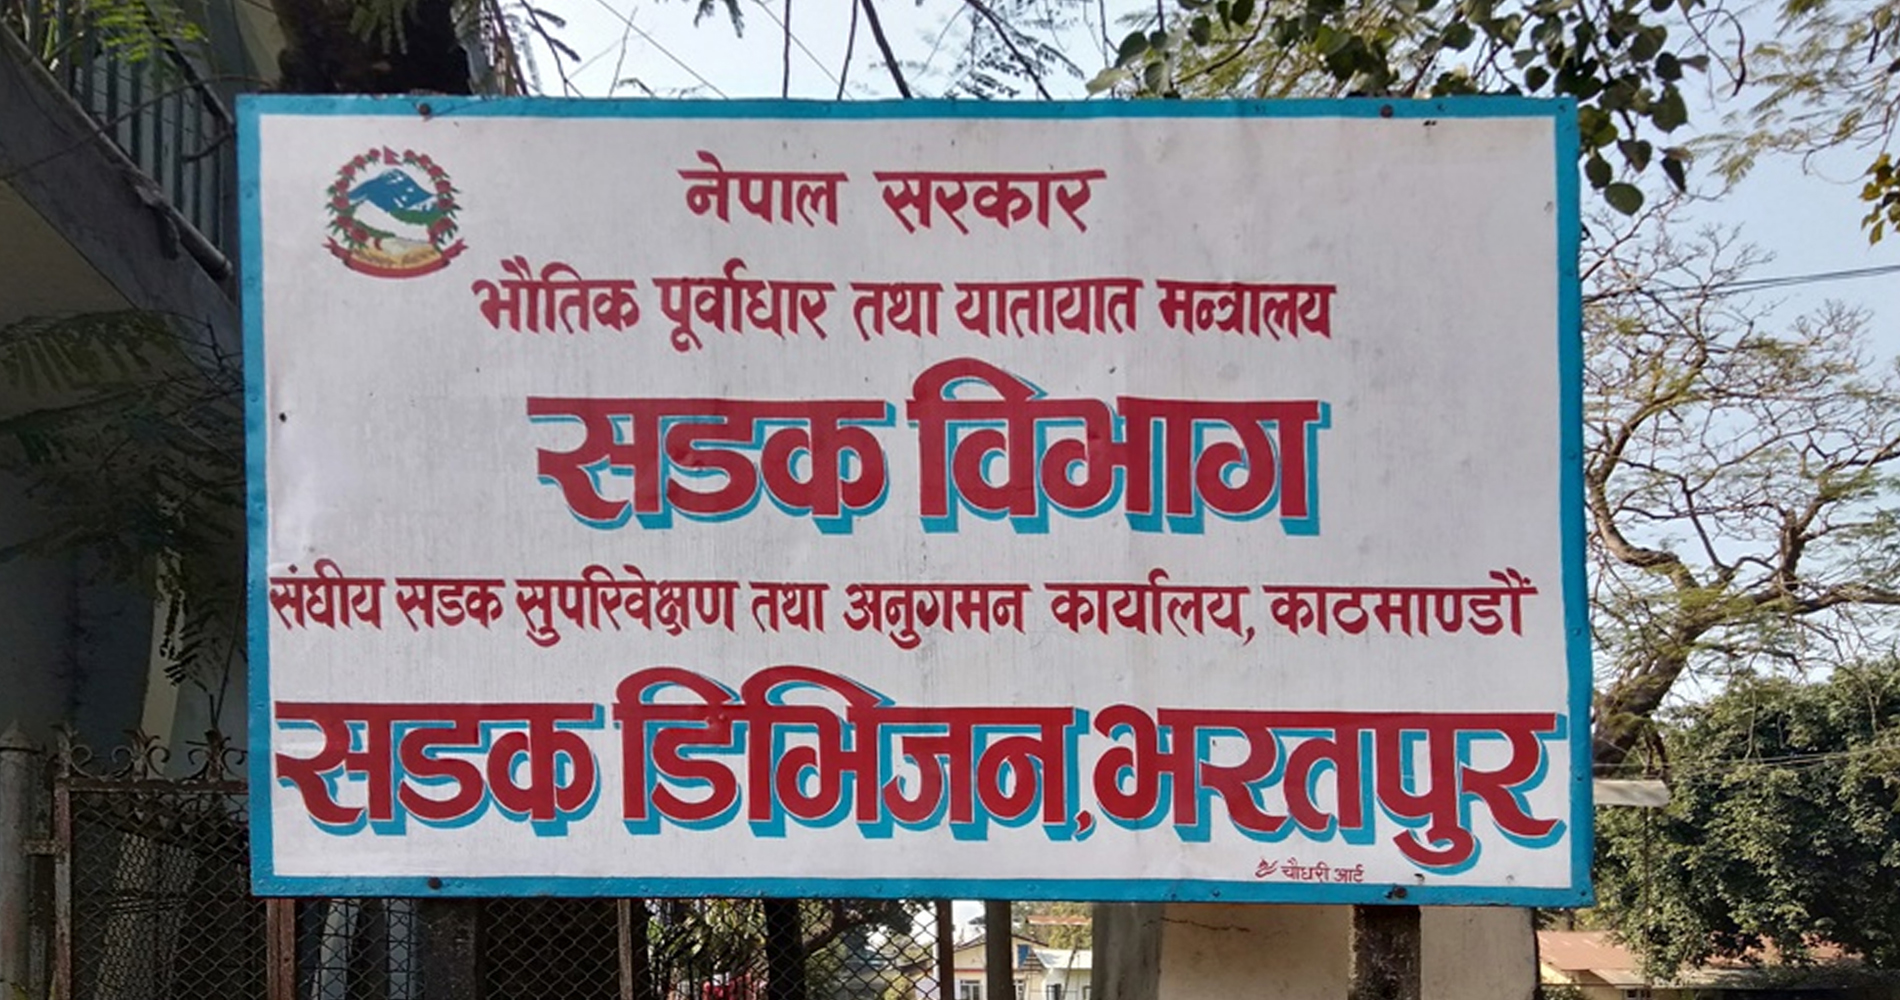 नेपाल सरकार
भौतिक पूर्वाधार तथा यातायात मन्त्रालय
सडक विभाग
संघीय सडक सुपरिवेक्षण तथा अनुगमन कार्यालय, काठमाण्डौं
सडक डिभिजन, भरतपुर
चौधरी आर्ट